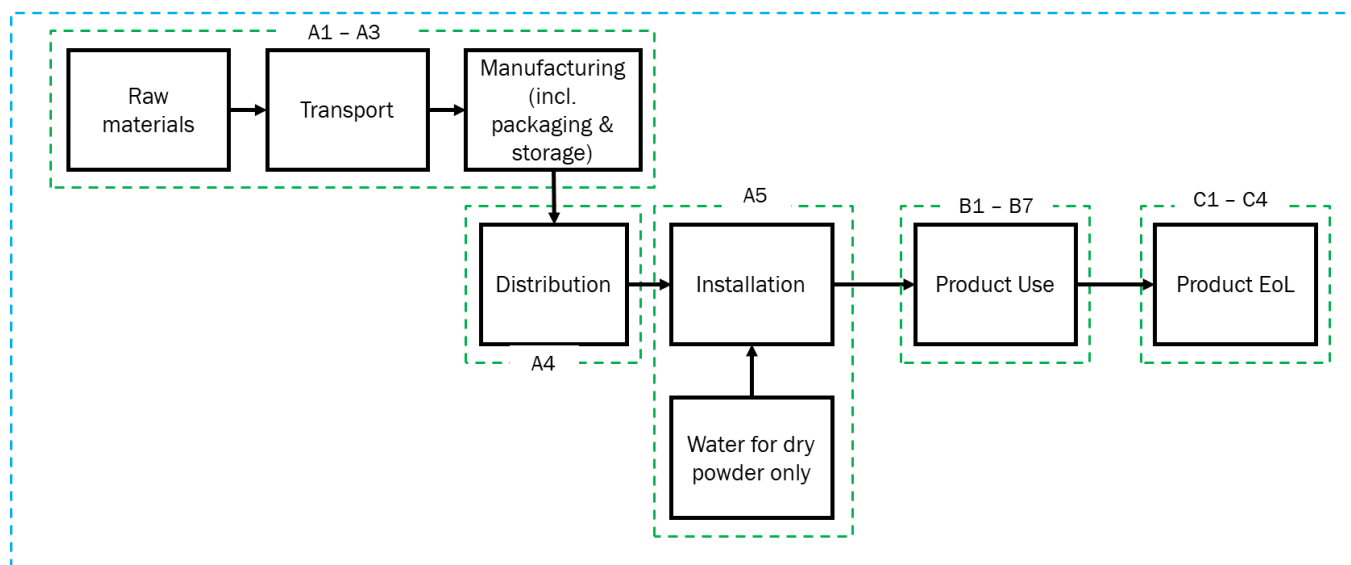 A1 – A3
Raw
materials
Transport
Manufacturing
(incl.
packaging &
storage)
A5
B1 – B7
C1 – C4
Distribution
Installation
Product Use
Product EoL
A4
Water for dry
powder only